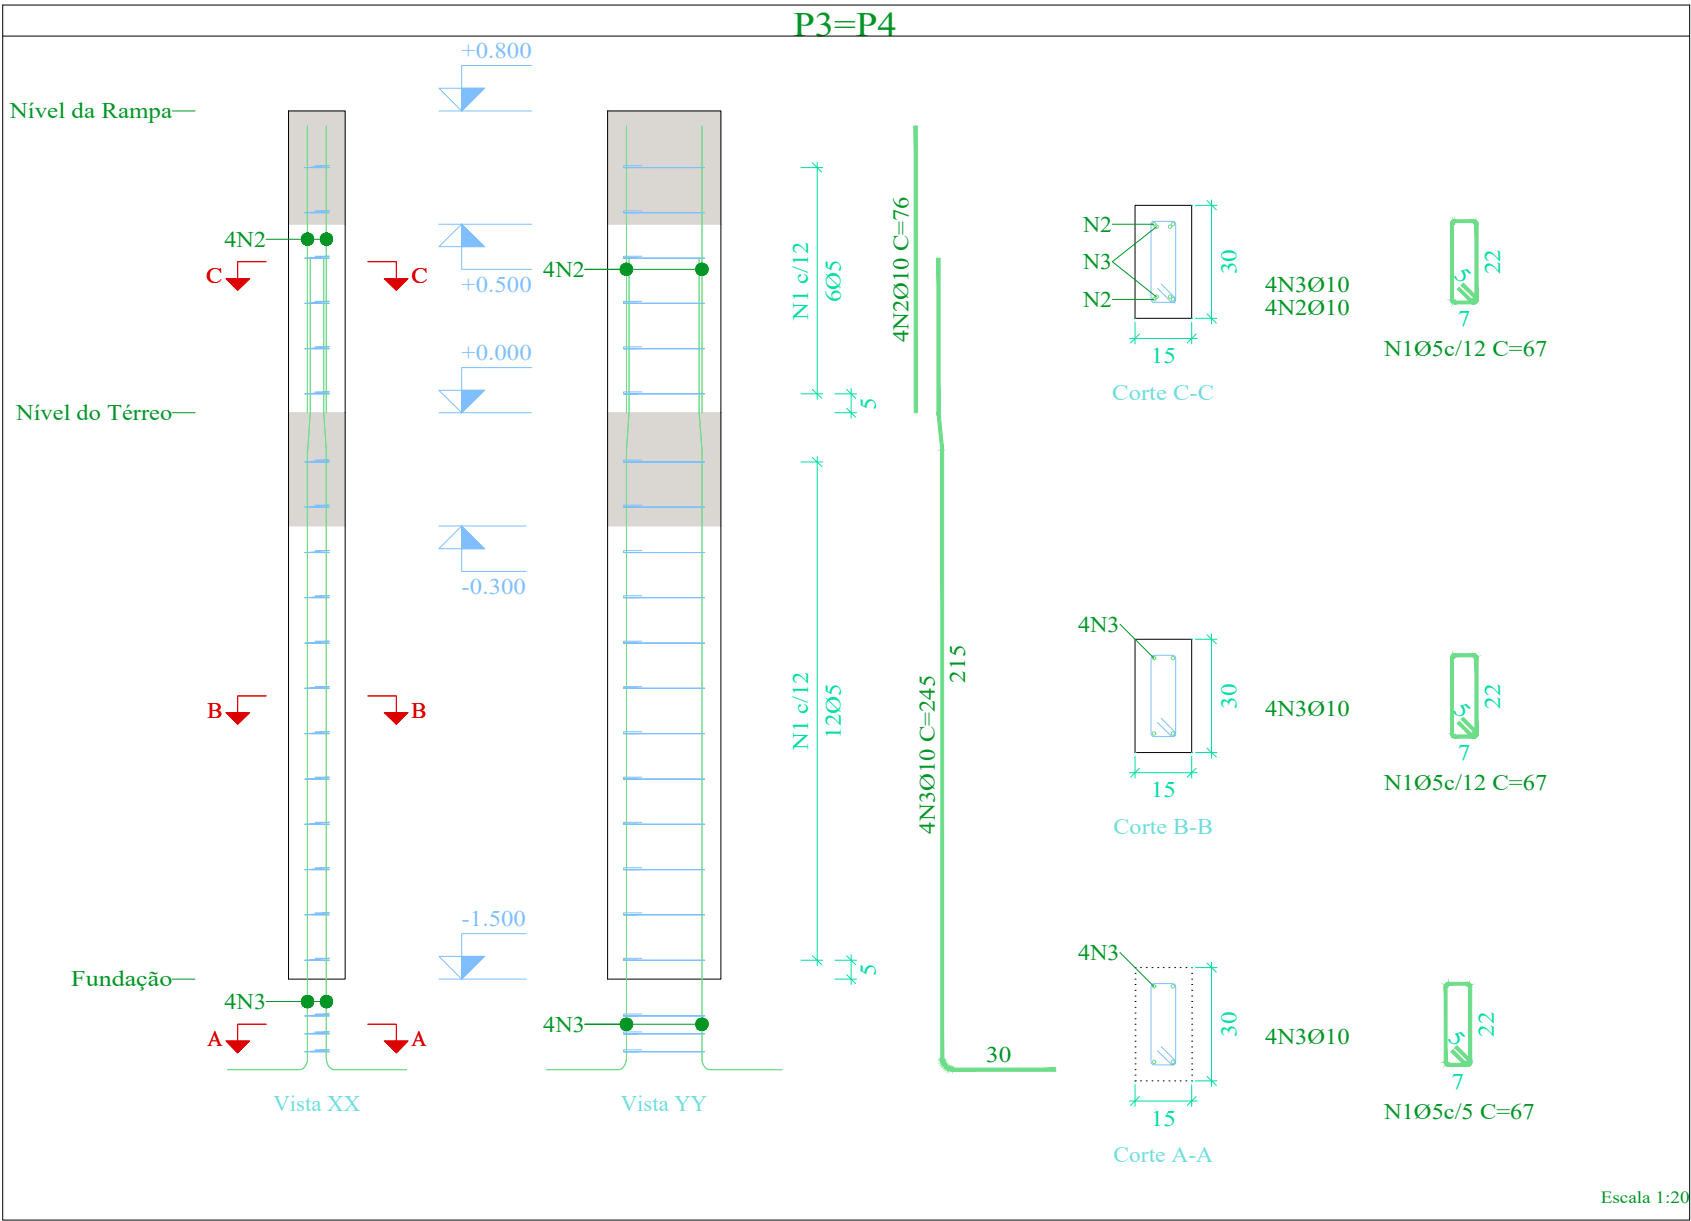 P3=P4
Nível da Rampa
Nível do Térreo
Fundação
4N2
C
C
B
B
4N3
A
A
Vista XX
+0.800
+0.500
+0.000
-0.300
-1.500
4N2
4N3
Vista YY
N1 c/12
6Ø5
5
N1 c/12
12Ø5
5
4N2Ø10 C=76
4N3Ø10 C=245
215
30
N2
N3
N2
30
15
Corte C-C
4N3Ø10
4N2Ø10
22
5
7
N1Ø5c/12 C=67
4N3
30
15
Corte B-B
4N3Ø10
22
5
7
N1Ø5c/12 C=67
4N3
30
15
Corte A-A
4N3Ø10
22
5
7
N1Ø5c/5 C=67
Escala 1:20